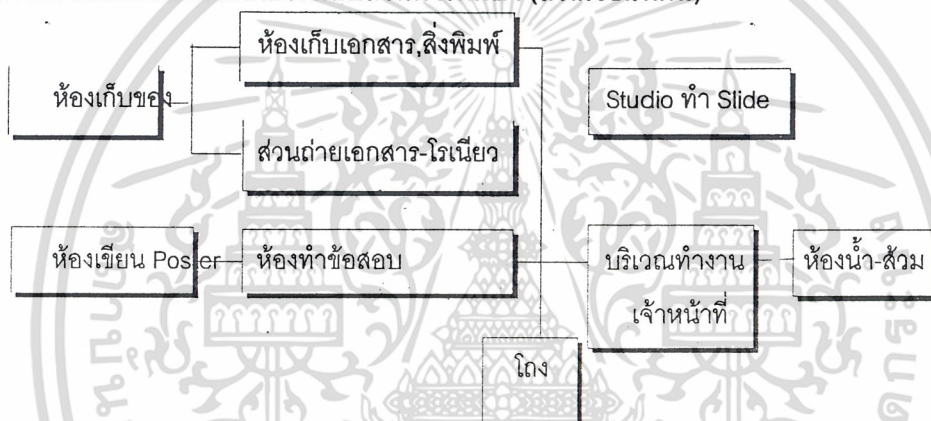 ห้องเก็บเอกสาร,สิ่งพิมพ์
ห้องเก็บของ
Studio ทำ Slide
ส่วนถ่ายเอกสาร-โรเนียว
ห้องเขียน Poster
ห้องทำข้อสอบ
บริเวณทำงาน
เจ้าหน้าที่
ห้องน้ำ-ส้วม
โถง